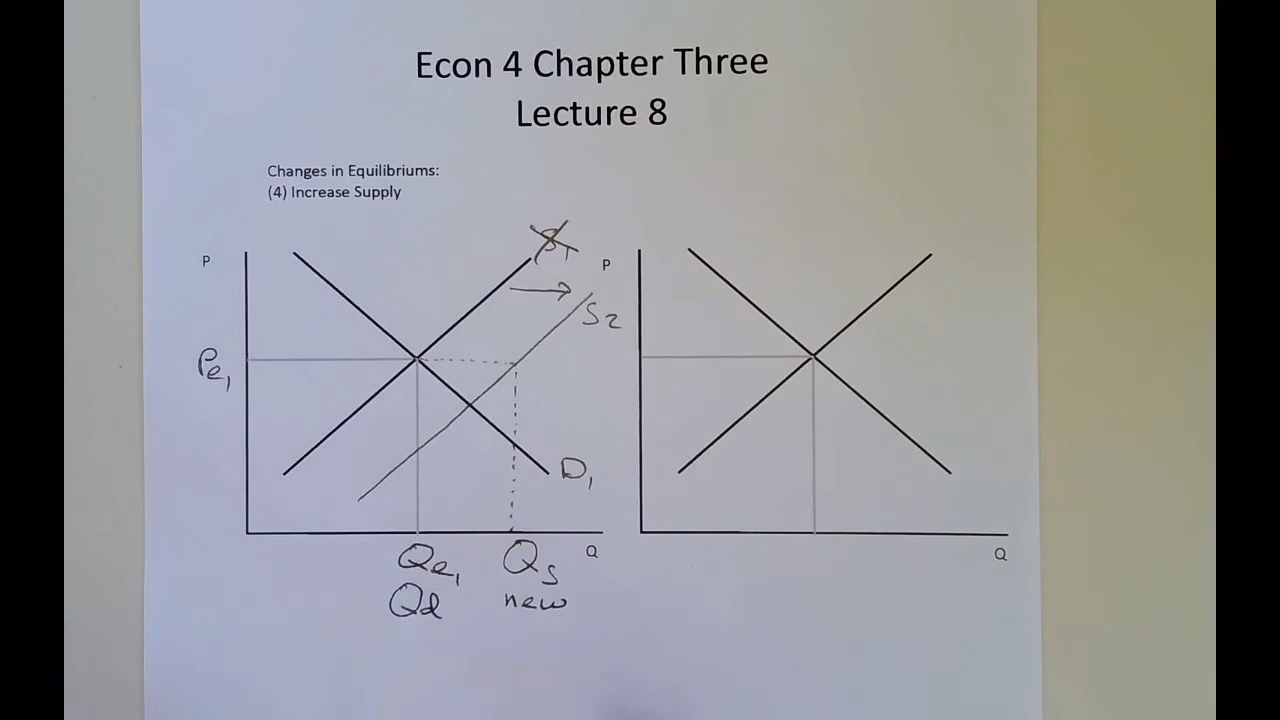 Econ 4 Chapter Three
Lecture 8
Changes in Equilibriums:
(4) Increase Supply
P
S1
P
S2
Pe1
D1
Q
Qe1
Qs
Qd
new
Q